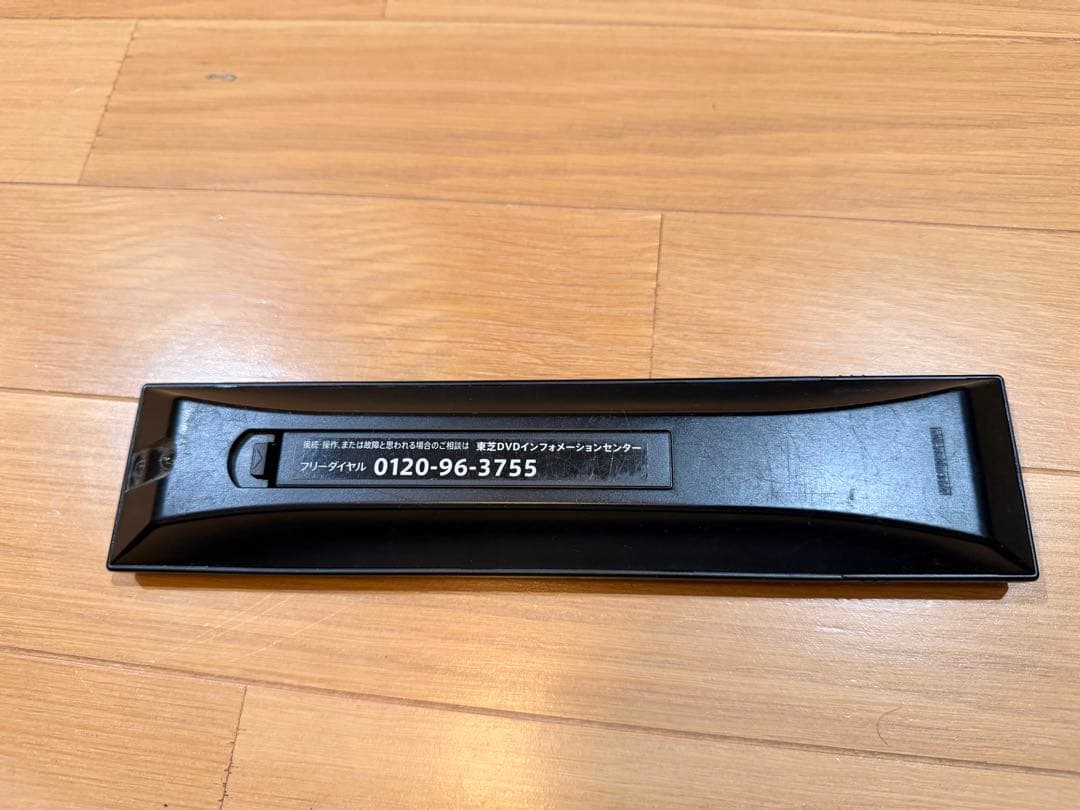 接続・操作、または故障と思われる場合のご相談は 東芝DVDインフォメーションセンター
フリーダイヤル 0120-96-3755